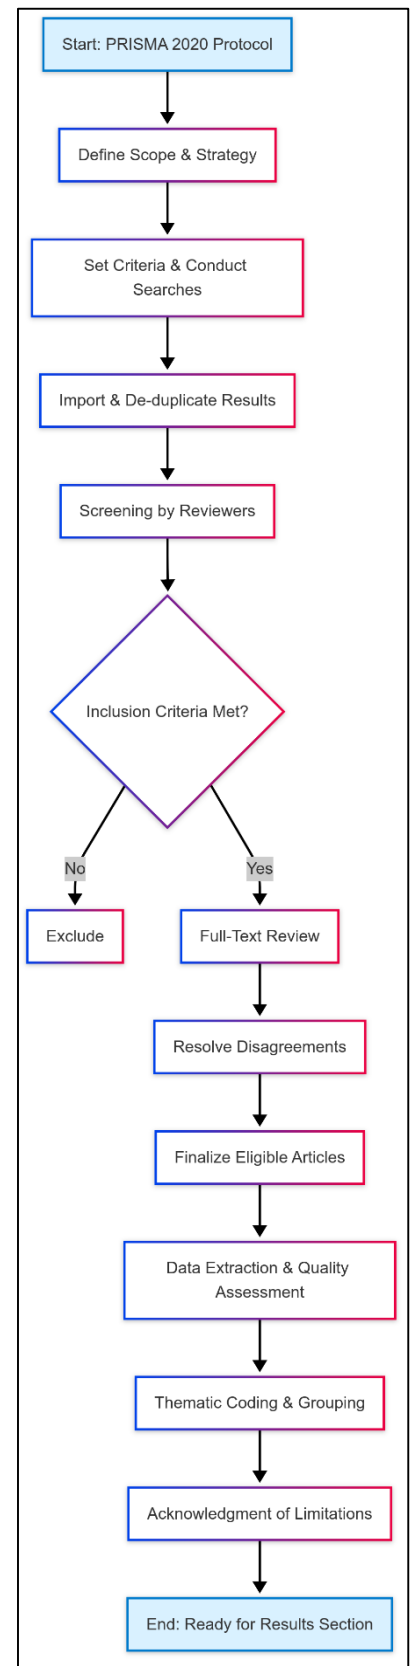 Start: PRISMA 2020 Protocol
Define Scope & Strategy
Set Criteria & Conduct
Searches
Import & De-duplicate Results
Screening by Reviewers
Inclusion Criteria Met?
No
Yes
Exclude
Full-Text Review
Resolve Disagreements
Finalize Eligible Articles
Data Extraction & Quality
Assessment
Thematic Coding & Grouping
Acknowledgment of Limitations
End: Ready for Results Section